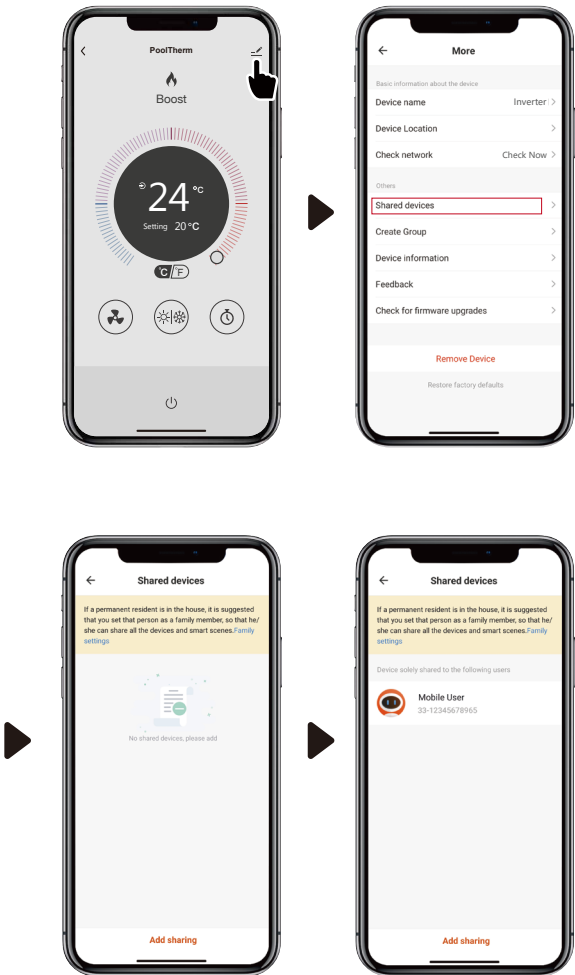 PoolTherm
Boost
24 °C
Setting 20 °C
°C / °F
More
Basic information about the device
Device name Inverter
Device Location
Check network Check Now
Others
Shared devices
Create Group
Device information
Feedback
Check for firmware upgrades
Remove Device
Restore factory defaults
Shared devices
If a permanent resident is in the house, it is suggested
that you set that person as a family member, so that he/
she can share all the devices and smart scenes.Family
settings
No shared devices, please add
Add sharing
Shared devices
If a permanent resident is in the house, it is suggested
that you set that person as a family member, so that he/
she can share all the devices and smart scenes.Family
settings
Device solely shared to the following users
Mobile User
33-12345678965
Add sharing